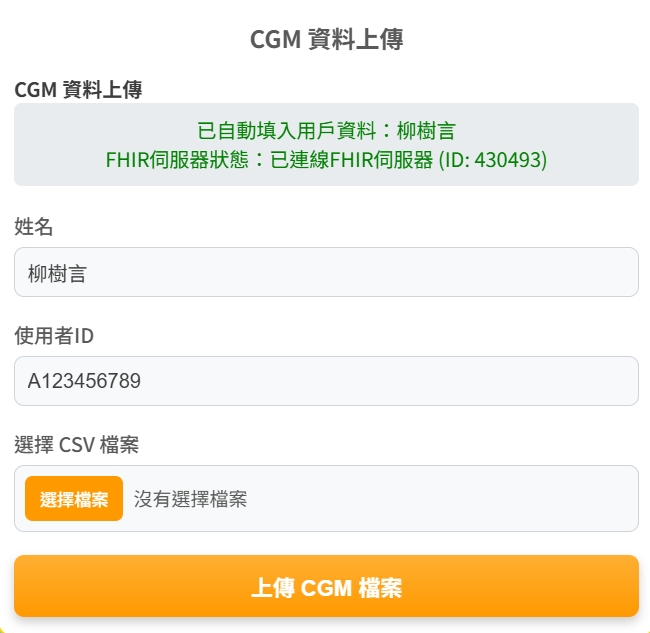 CGM 資料上傳
CGM 資料上傳
已自動填入用戶資料：柳樹言
FHIR伺服器狀態：已連線FHIR伺服器 (ID: 430493)
姓名
柳樹言
使用者ID
A123456789
選擇 CSV 檔案
選擇檔案 沒有選擇檔案
上傳 CGM 檔案